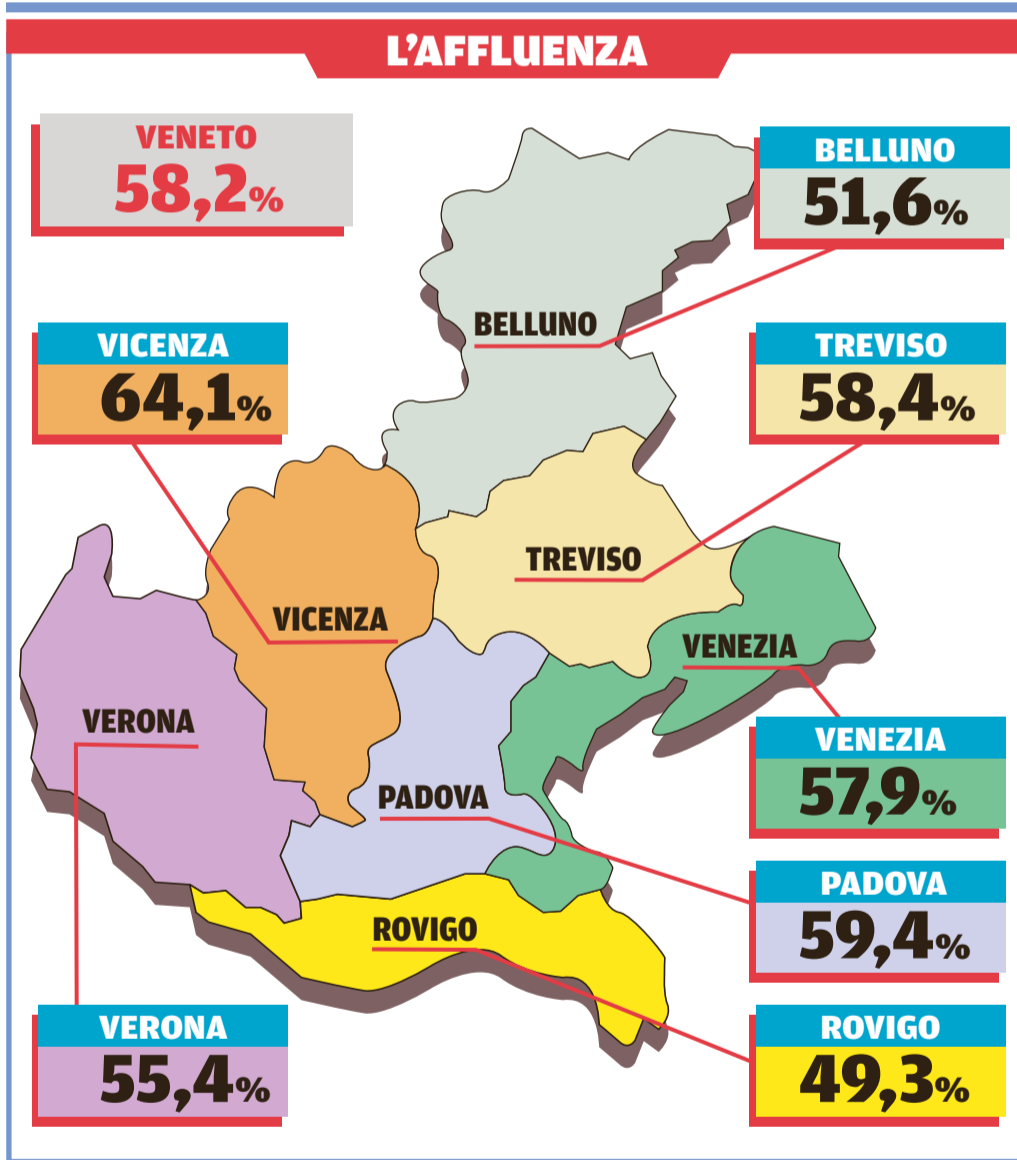 L'AFFLUENZA
VENETO
58,2%
BELLUNO
51,6%
BELLUNO
VICENZA
64,1%
TREVISO
58,4%
TREVISO
VICENZA
VENEZIA
VERONA
VENEZIA
57,9%
PADOVA
PADOVA
59,4%
ROVIGO
VERONA
55,4%
ROVIGO
49,3%